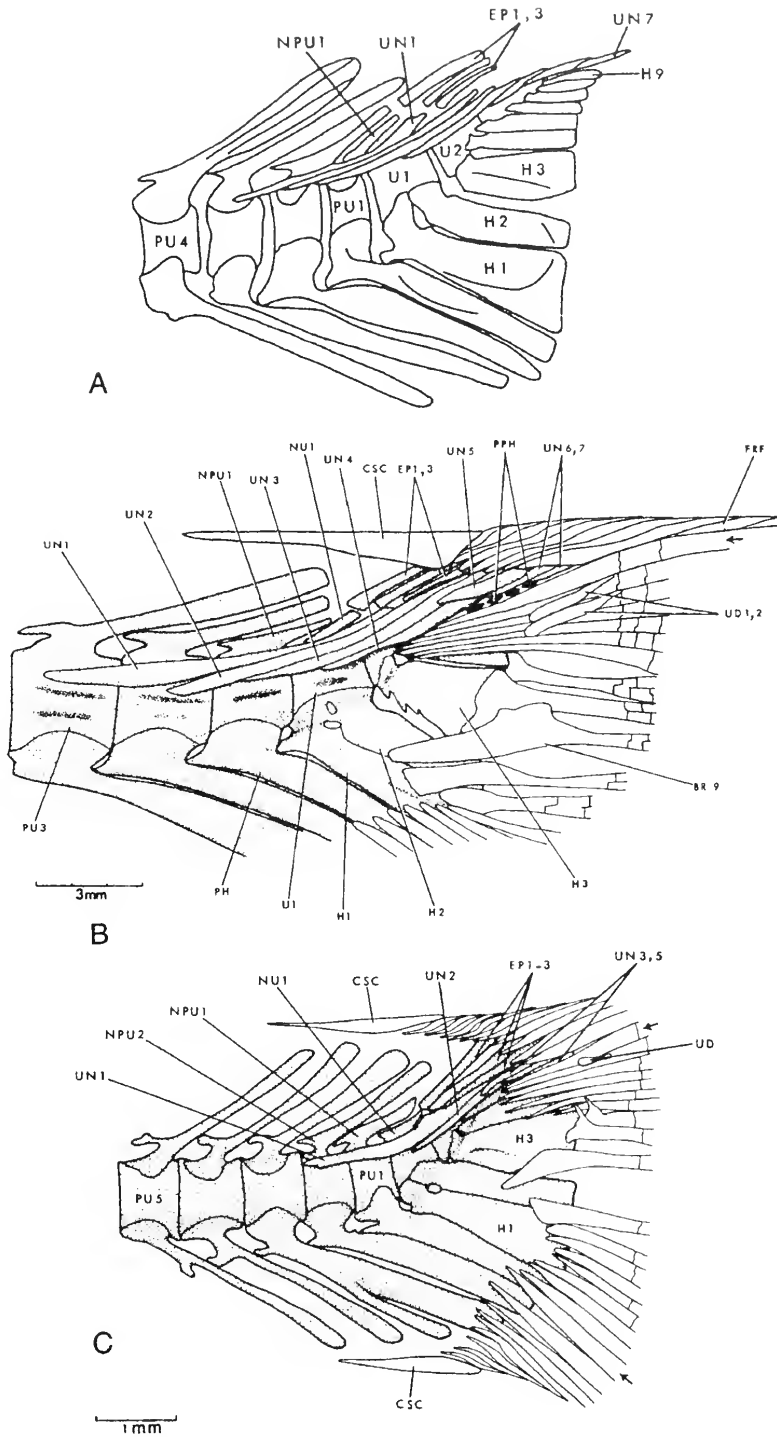 EP1,3
UN7
NPU1
UN1
H9
U2
H3
U1
PU1
H2
PU4
H1
A
NU1
UN4
PPH
UN6,7
UN5
CSC
EP1,3
FRF
NPU1
UN3
UN2
UN1
UD1,2
BR9
PU3
PH
U1
H1
H2
H3
3mm
B
EP1-3
UN3,5
NU1
CSC
UN2
NPU1
NPU2
UD
UN1
H3
PU1
PU5
H1
C
CSC
1mm